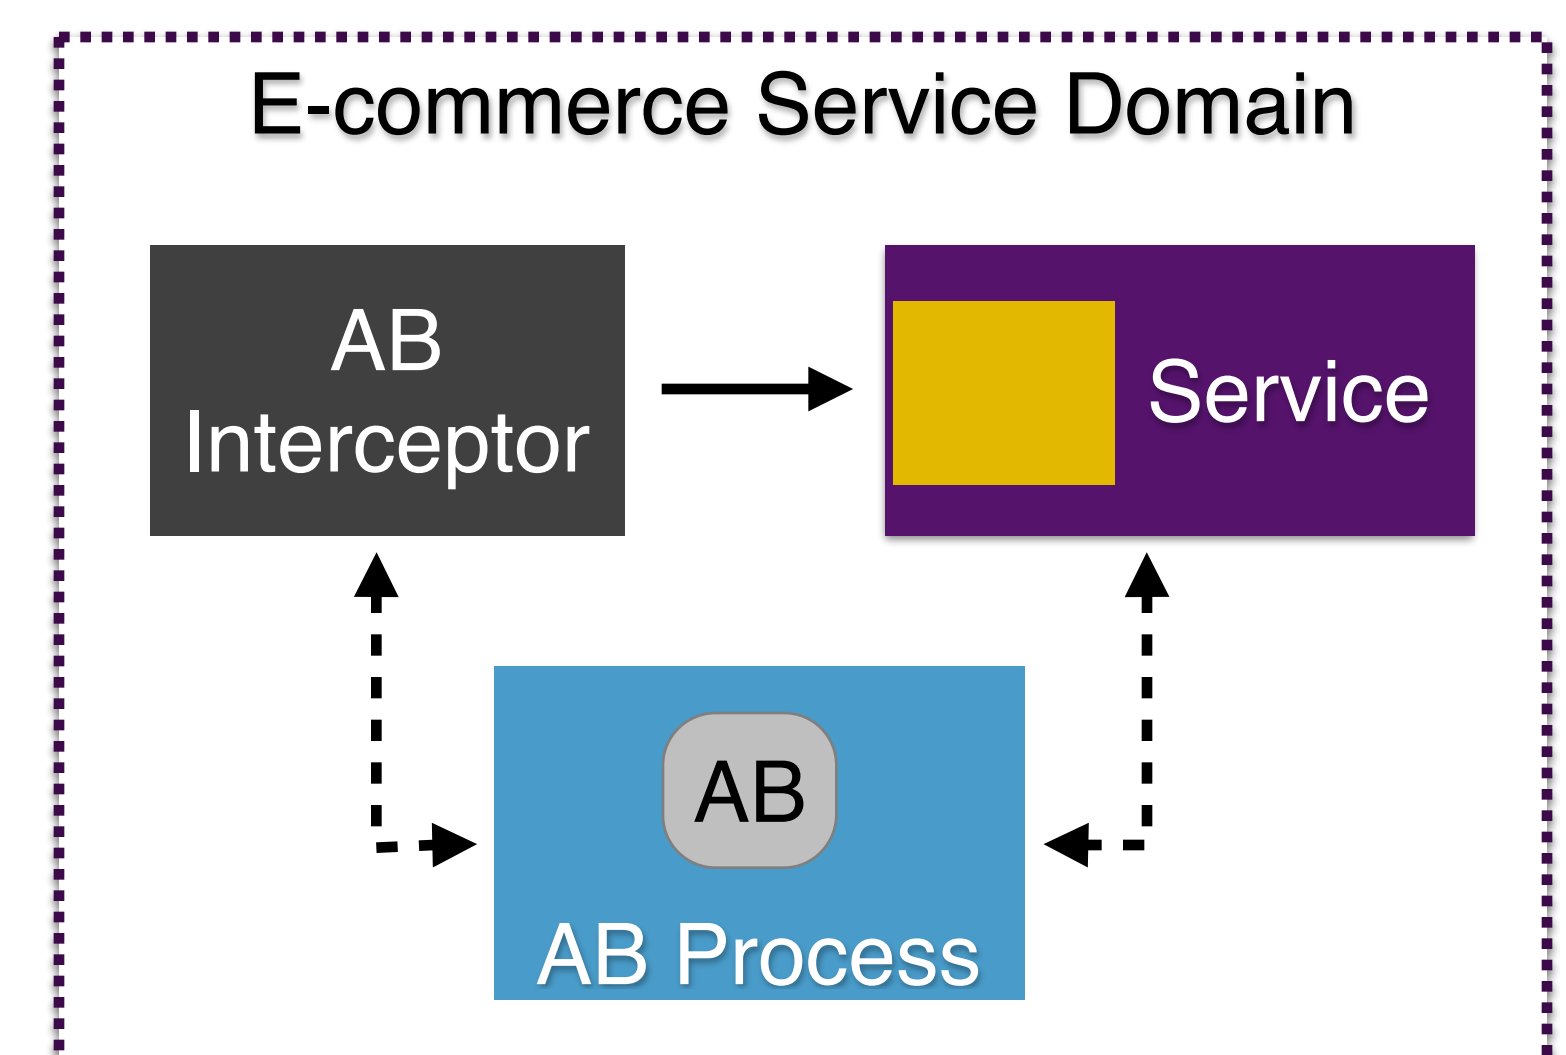 E-commerce Service Domain
AB
Interceptor
Service
AB
AB Process